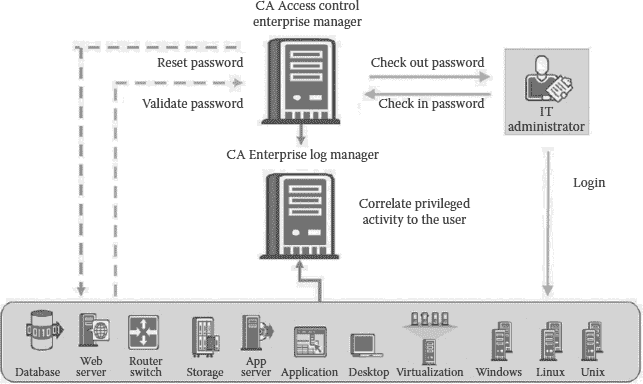 CA Access control
enterprise manager
Reset password
Check out password
Validate password
Check in password
IT
administrator
CA Enterprise log manager
Login
Correlate privileged
activity to the user
Database
Web
server
Router
switch
Storage
App
server
Application
Desktop
Virtualization
Windows
Linux
Unix